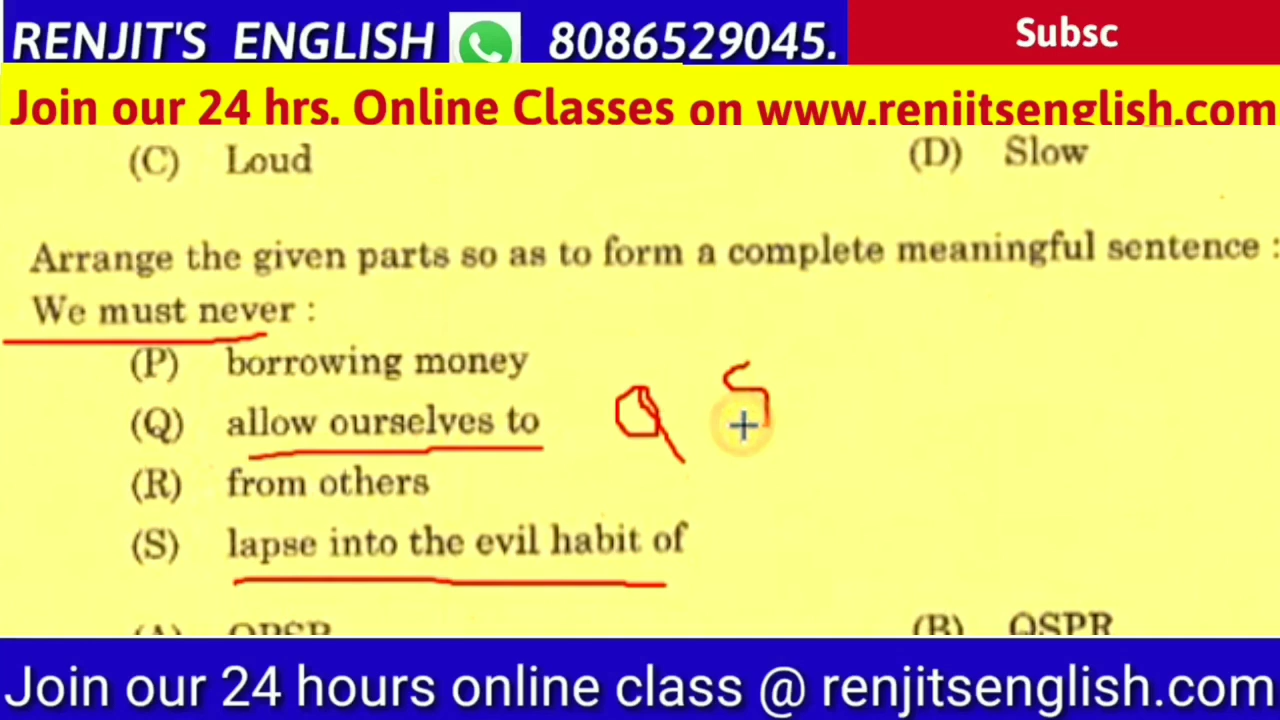 RENJIT'S ENGLISH 8086529045. Subsc
Join our 24 hrs. Online Classes on www.renjitsenglish.com
(C) Loud (D) Slow
Arrange the given parts so as to form a complete meaningful sentence :
We must never :
(P) borrowing money
(Q) allow ourselves to Q S
(R) from others
(S) lapse into the evil habit of
(B) QSPR
Join our 24 hours online class @ renjitsenglish.com